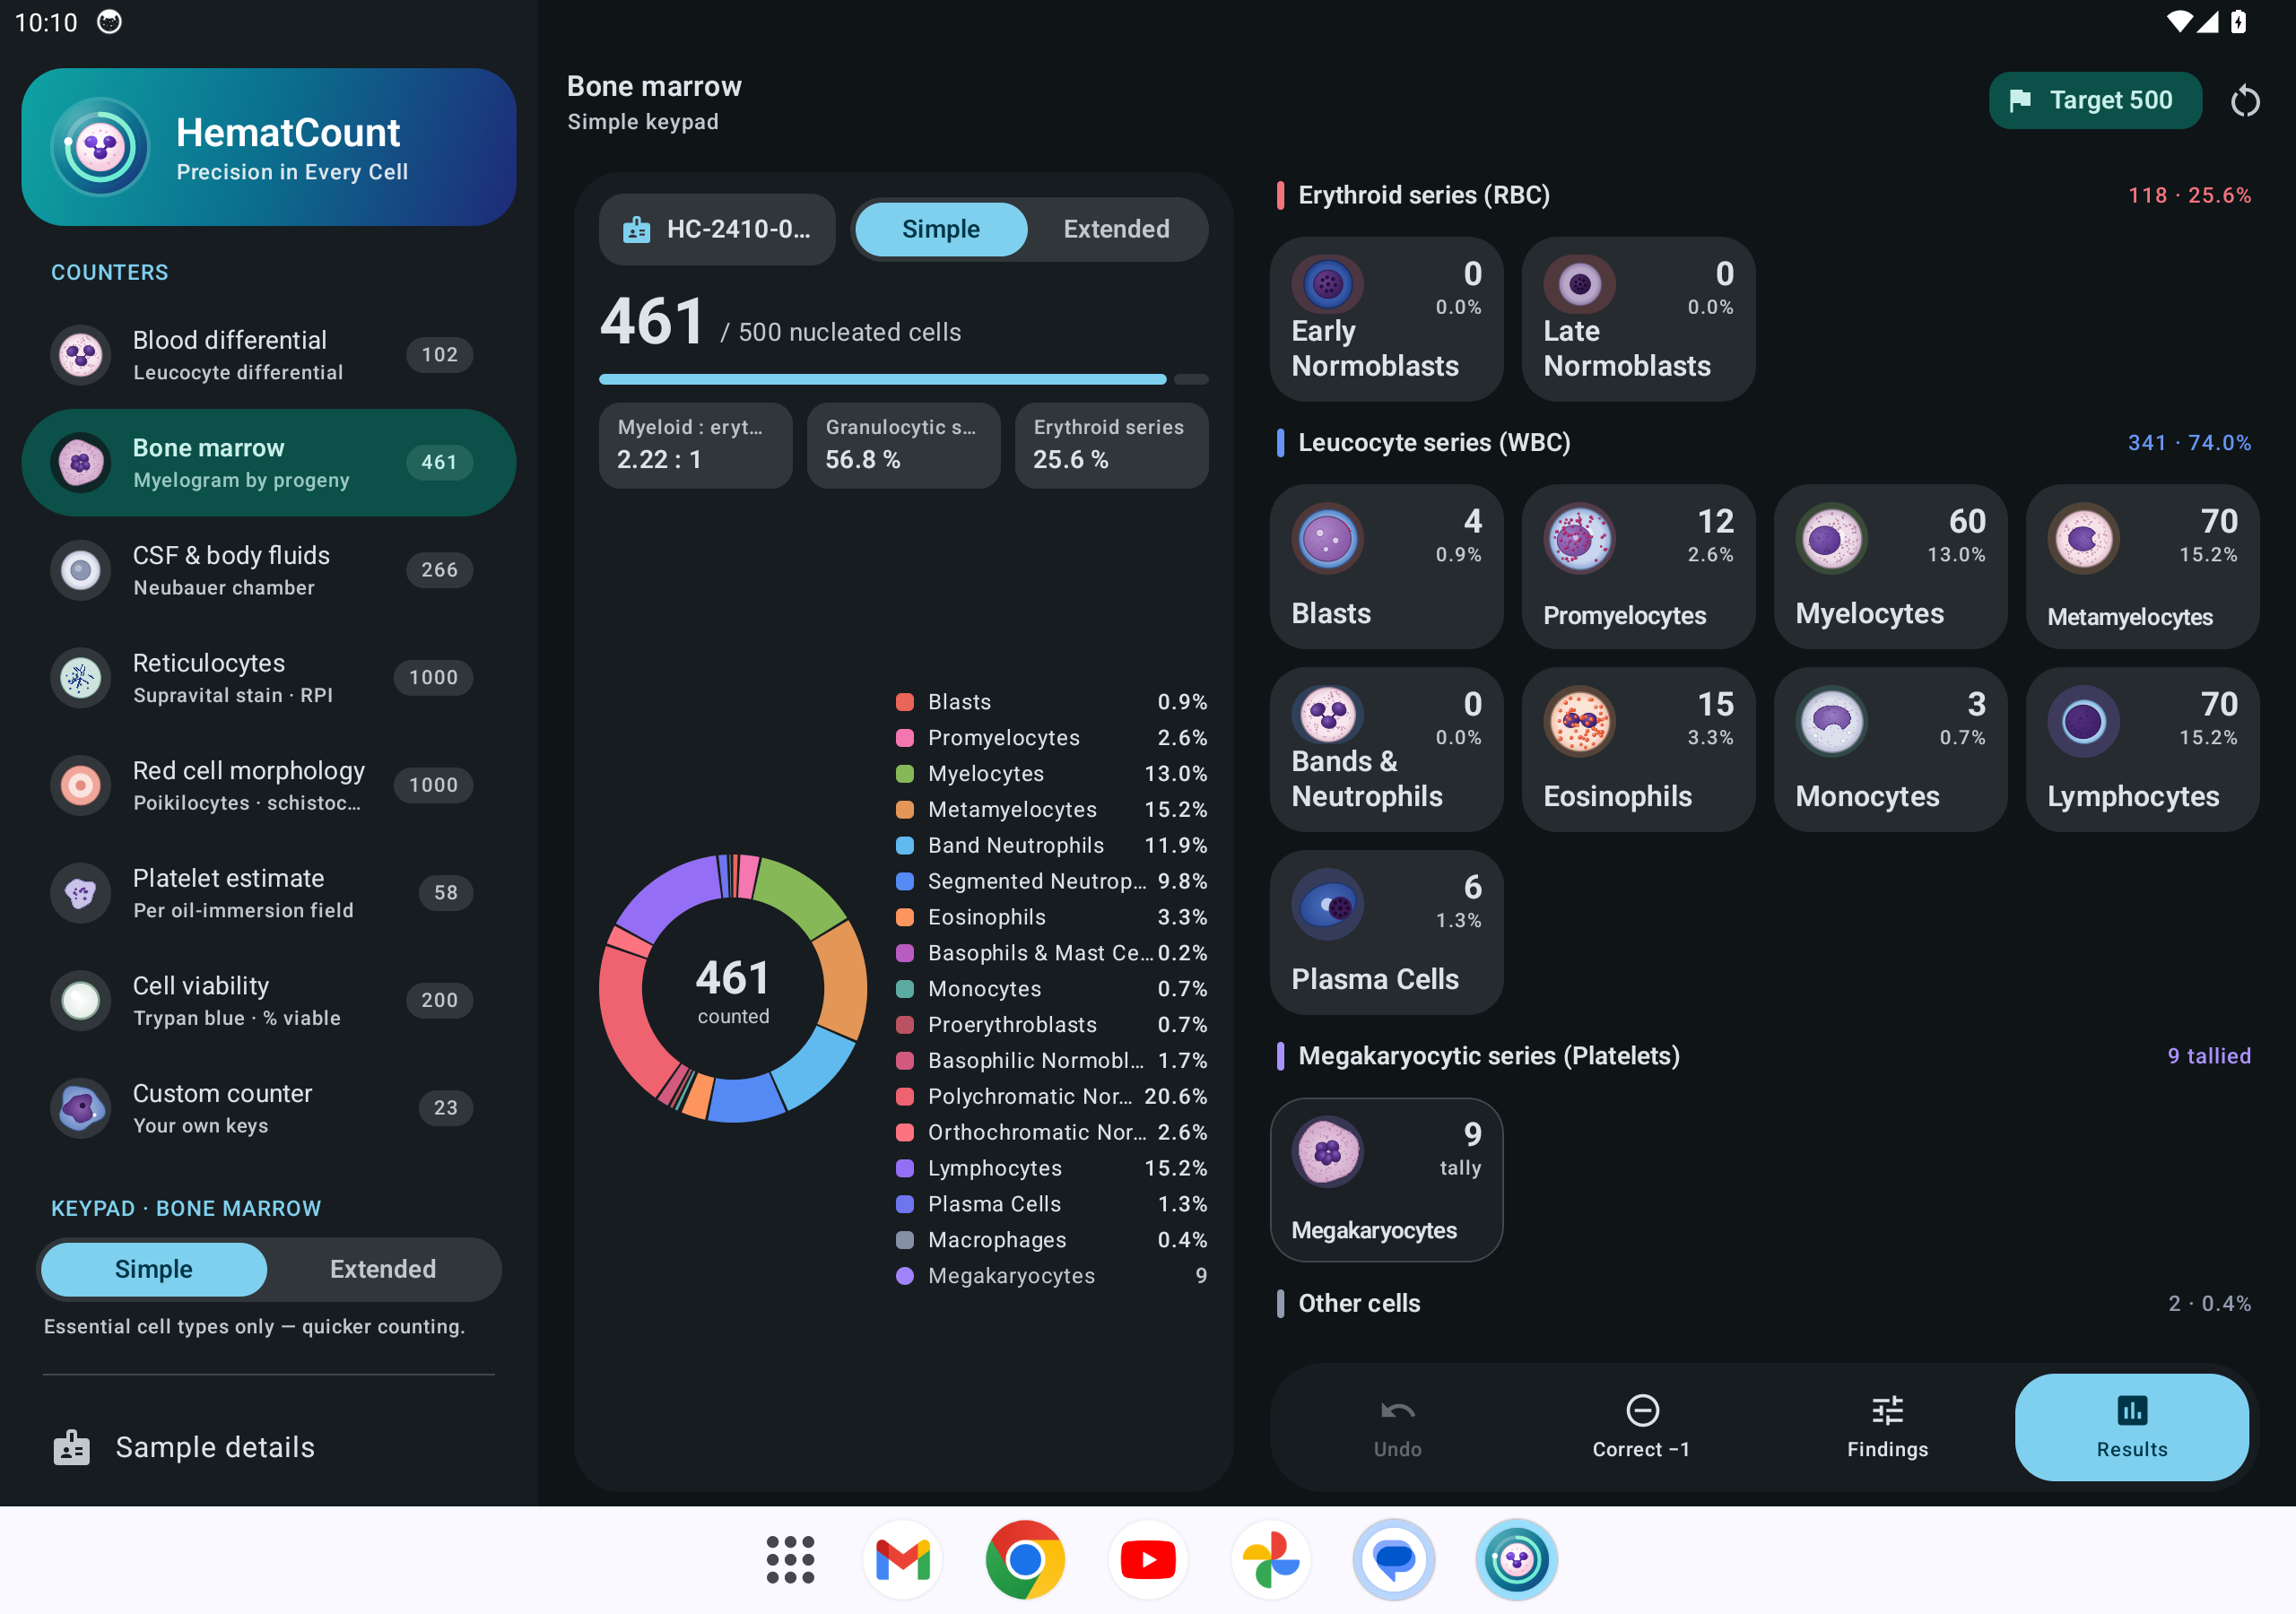 10:10
HematCount
Precision in Every Cell
COUNTERS
Blood differential
Leucocyte differential
102
Bone marrow
Myelogram by progeny
461
CSF & body fluids
Neubauer chamber
266
Reticulocytes
Supravital stain · RPI
1000
Red cell morphology
Poikilocytes · schistoc...
1000
Platelet estimate
Per oil-immersion field
58
Cell viability
Trypan blue · % viable
200
Custom counter
Your own keys
23
KEYPAD · BONE MARROW
Simple Extended
Essential cell types only — quicker counting.
Sample details
Bone marrow
Simple keypad
Target 500
HC-2410-0...
Simple Extended
461 / 500 nucleated cells
Myeloid : eryt...
2.22 : 1
Granulocytic s...
56.8 %
Erythroid series
25.6 %
461
counted
Blasts 0.9%
Promyelocytes 2.6%
Myelocytes 13.0%
Metamyelocytes 15.2%
Band Neutrophils 11.9%
Segmented Neutrop... 9.8%
Eosinophils 3.3%
Basophils & Mast Ce... 0.2%
Monocytes 0.7%
Proerythroblasts 0.7%
Basophilic Normobl... 1.7%
Polychromatic Nor... 20.6%
Orthochromatic Nor... 2.6%
Lymphocytes 15.2%
Plasma Cells 1.3%
Macrophages 0.4%
Megakaryocytes 9
Erythroid series (RBC) 118 · 25.6%
0
0.0%
Early
Normoblasts
0
0.0%
Late
Normoblasts
Leucocyte series (WBC) 341 · 74.0%
4
0.9%
Blasts
12
2.6%
Promyelocytes
60
13.0%
Myelocytes
70
15.2%
Metamyelocytes
0
0.0%
Bands &
Neutrophils
15
3.3%
Eosinophils
3
0.7%
Monocytes
70
15.2%
Lymphocytes
6
1.3%
Plasma Cells
Megakaryocytic series (Platelets) 9 tallied
9
tally
Megakaryocytes
Other cells 2 · 0.4%
Undo
Correct −1
Findings
Results